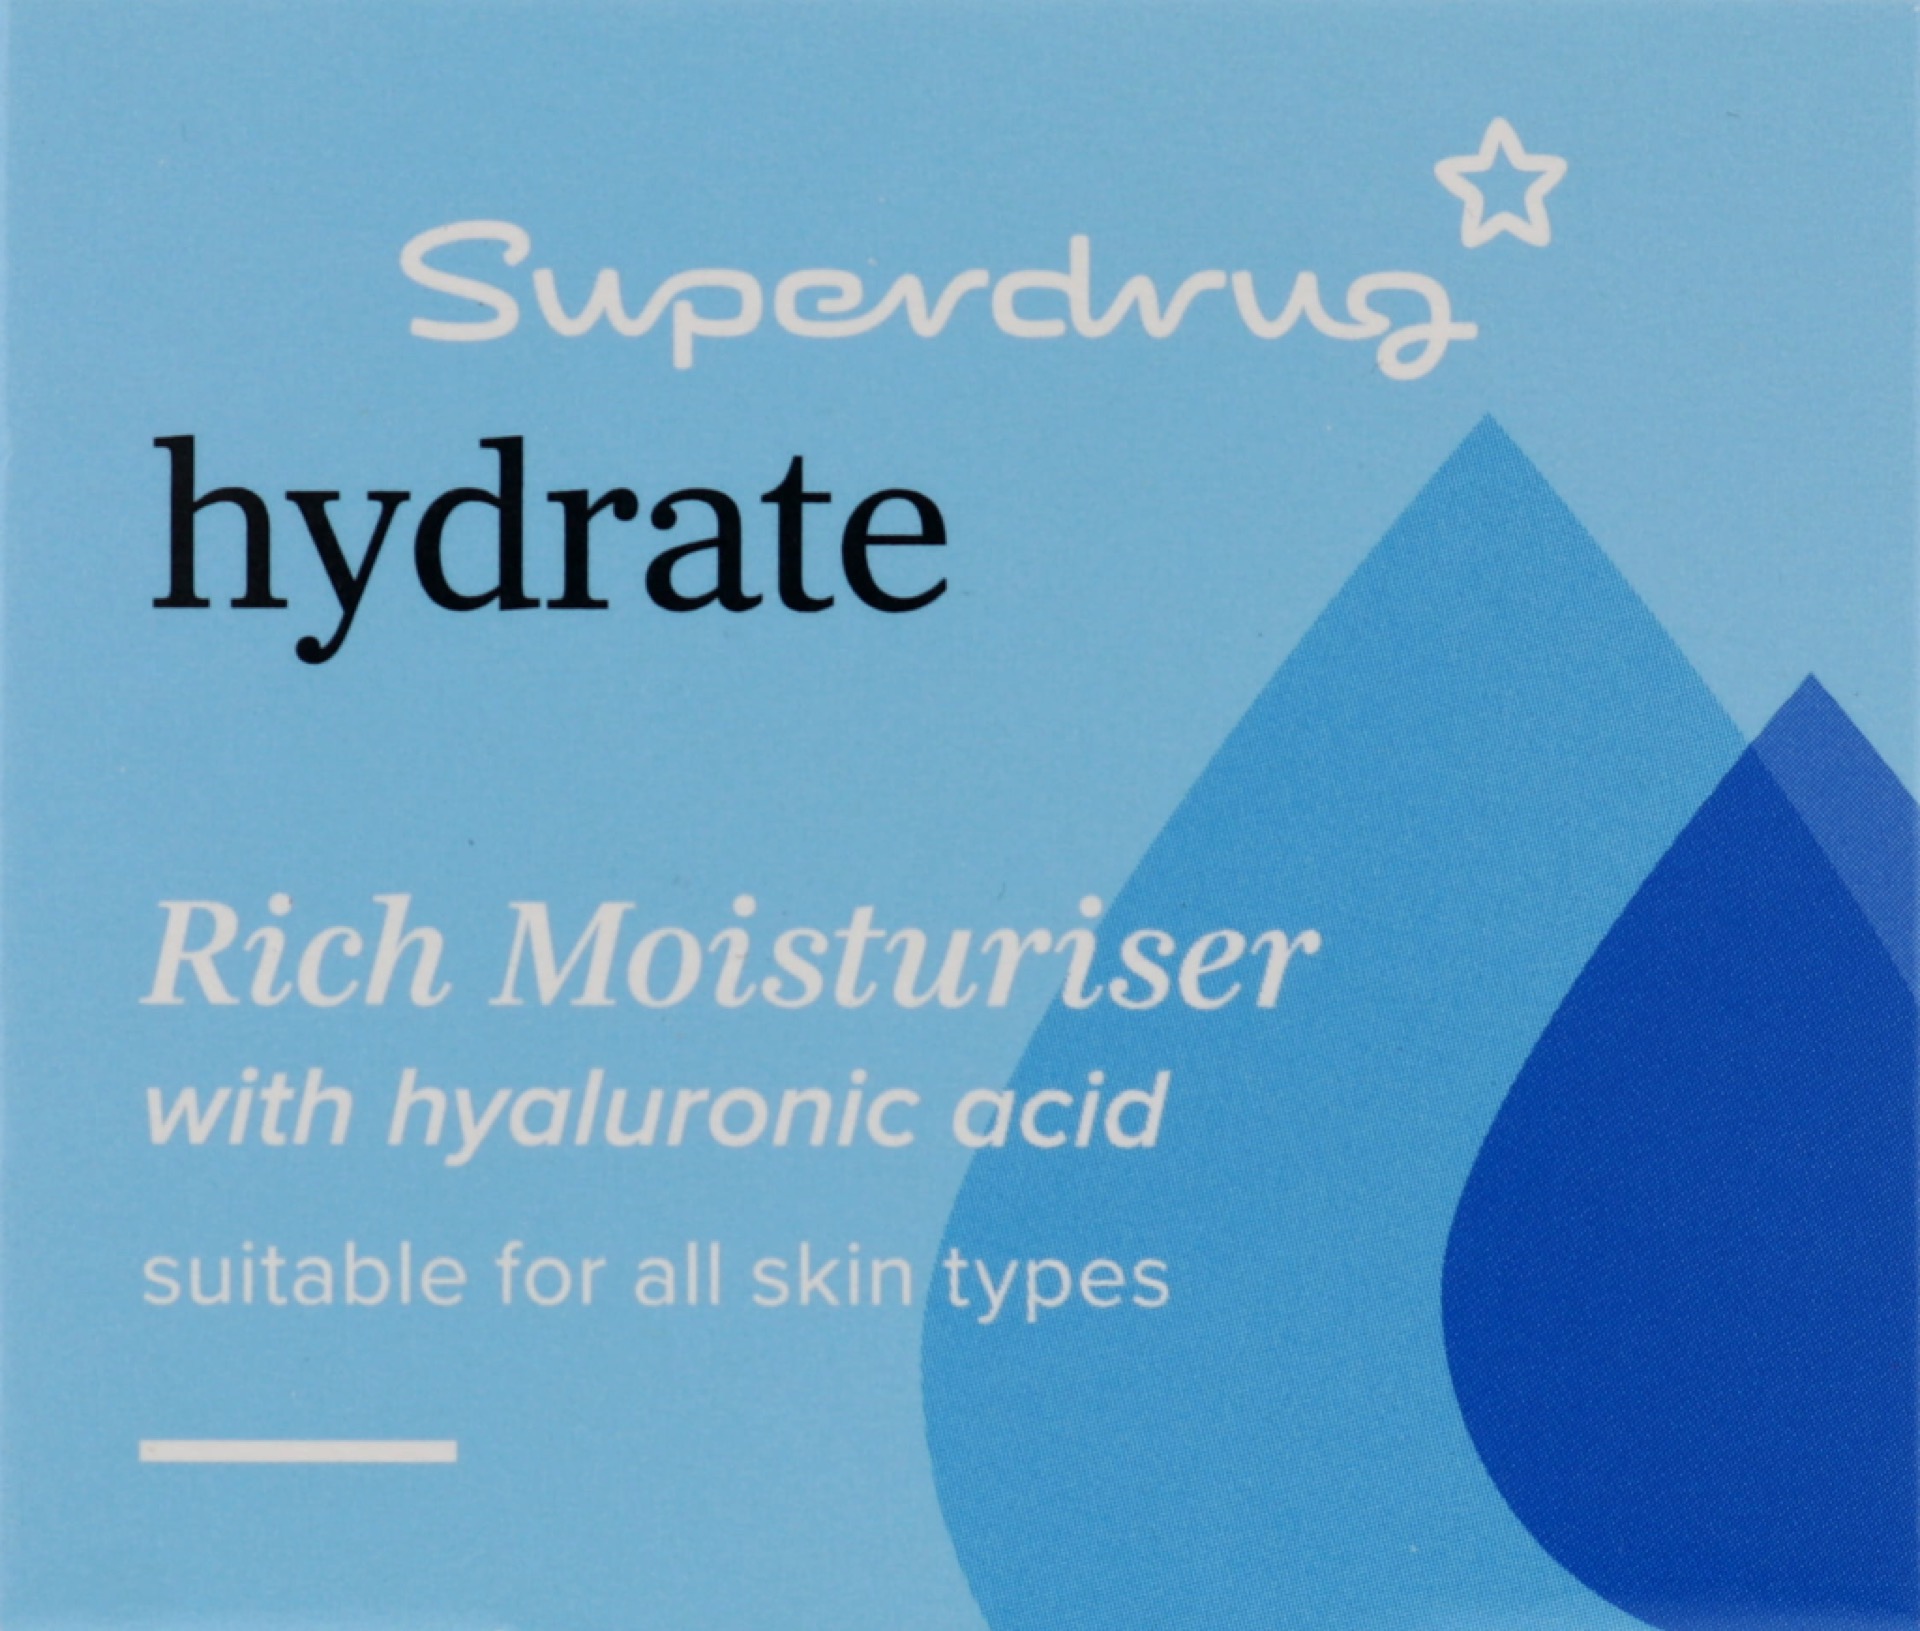 Superdrug
hydrate
Rich Moisturiser
with hyaluronic acid
suitable for all skin types